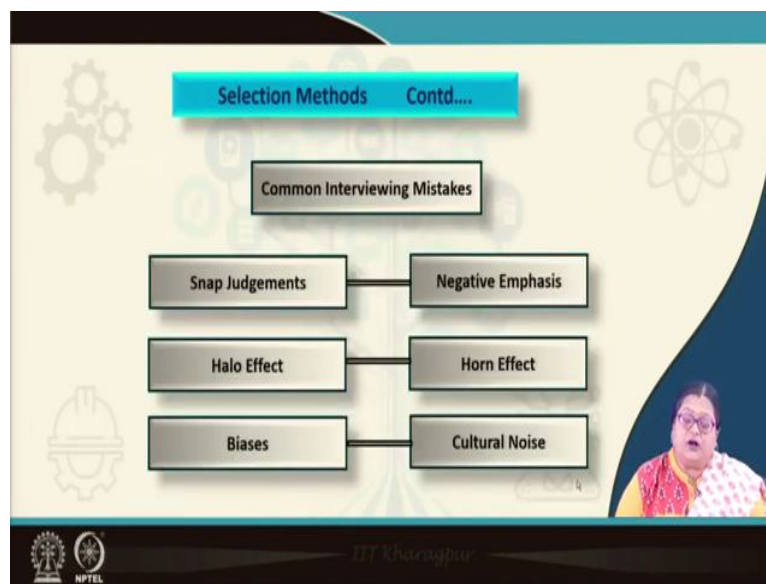 Selection Methods Contd....
Common Interviewing Mistakes
Snap Judgements
Negative Emphasis
Halo Effect
Horn Effect
Biases
Cultural Noise
4
IIT Kharagpur
NPTEL